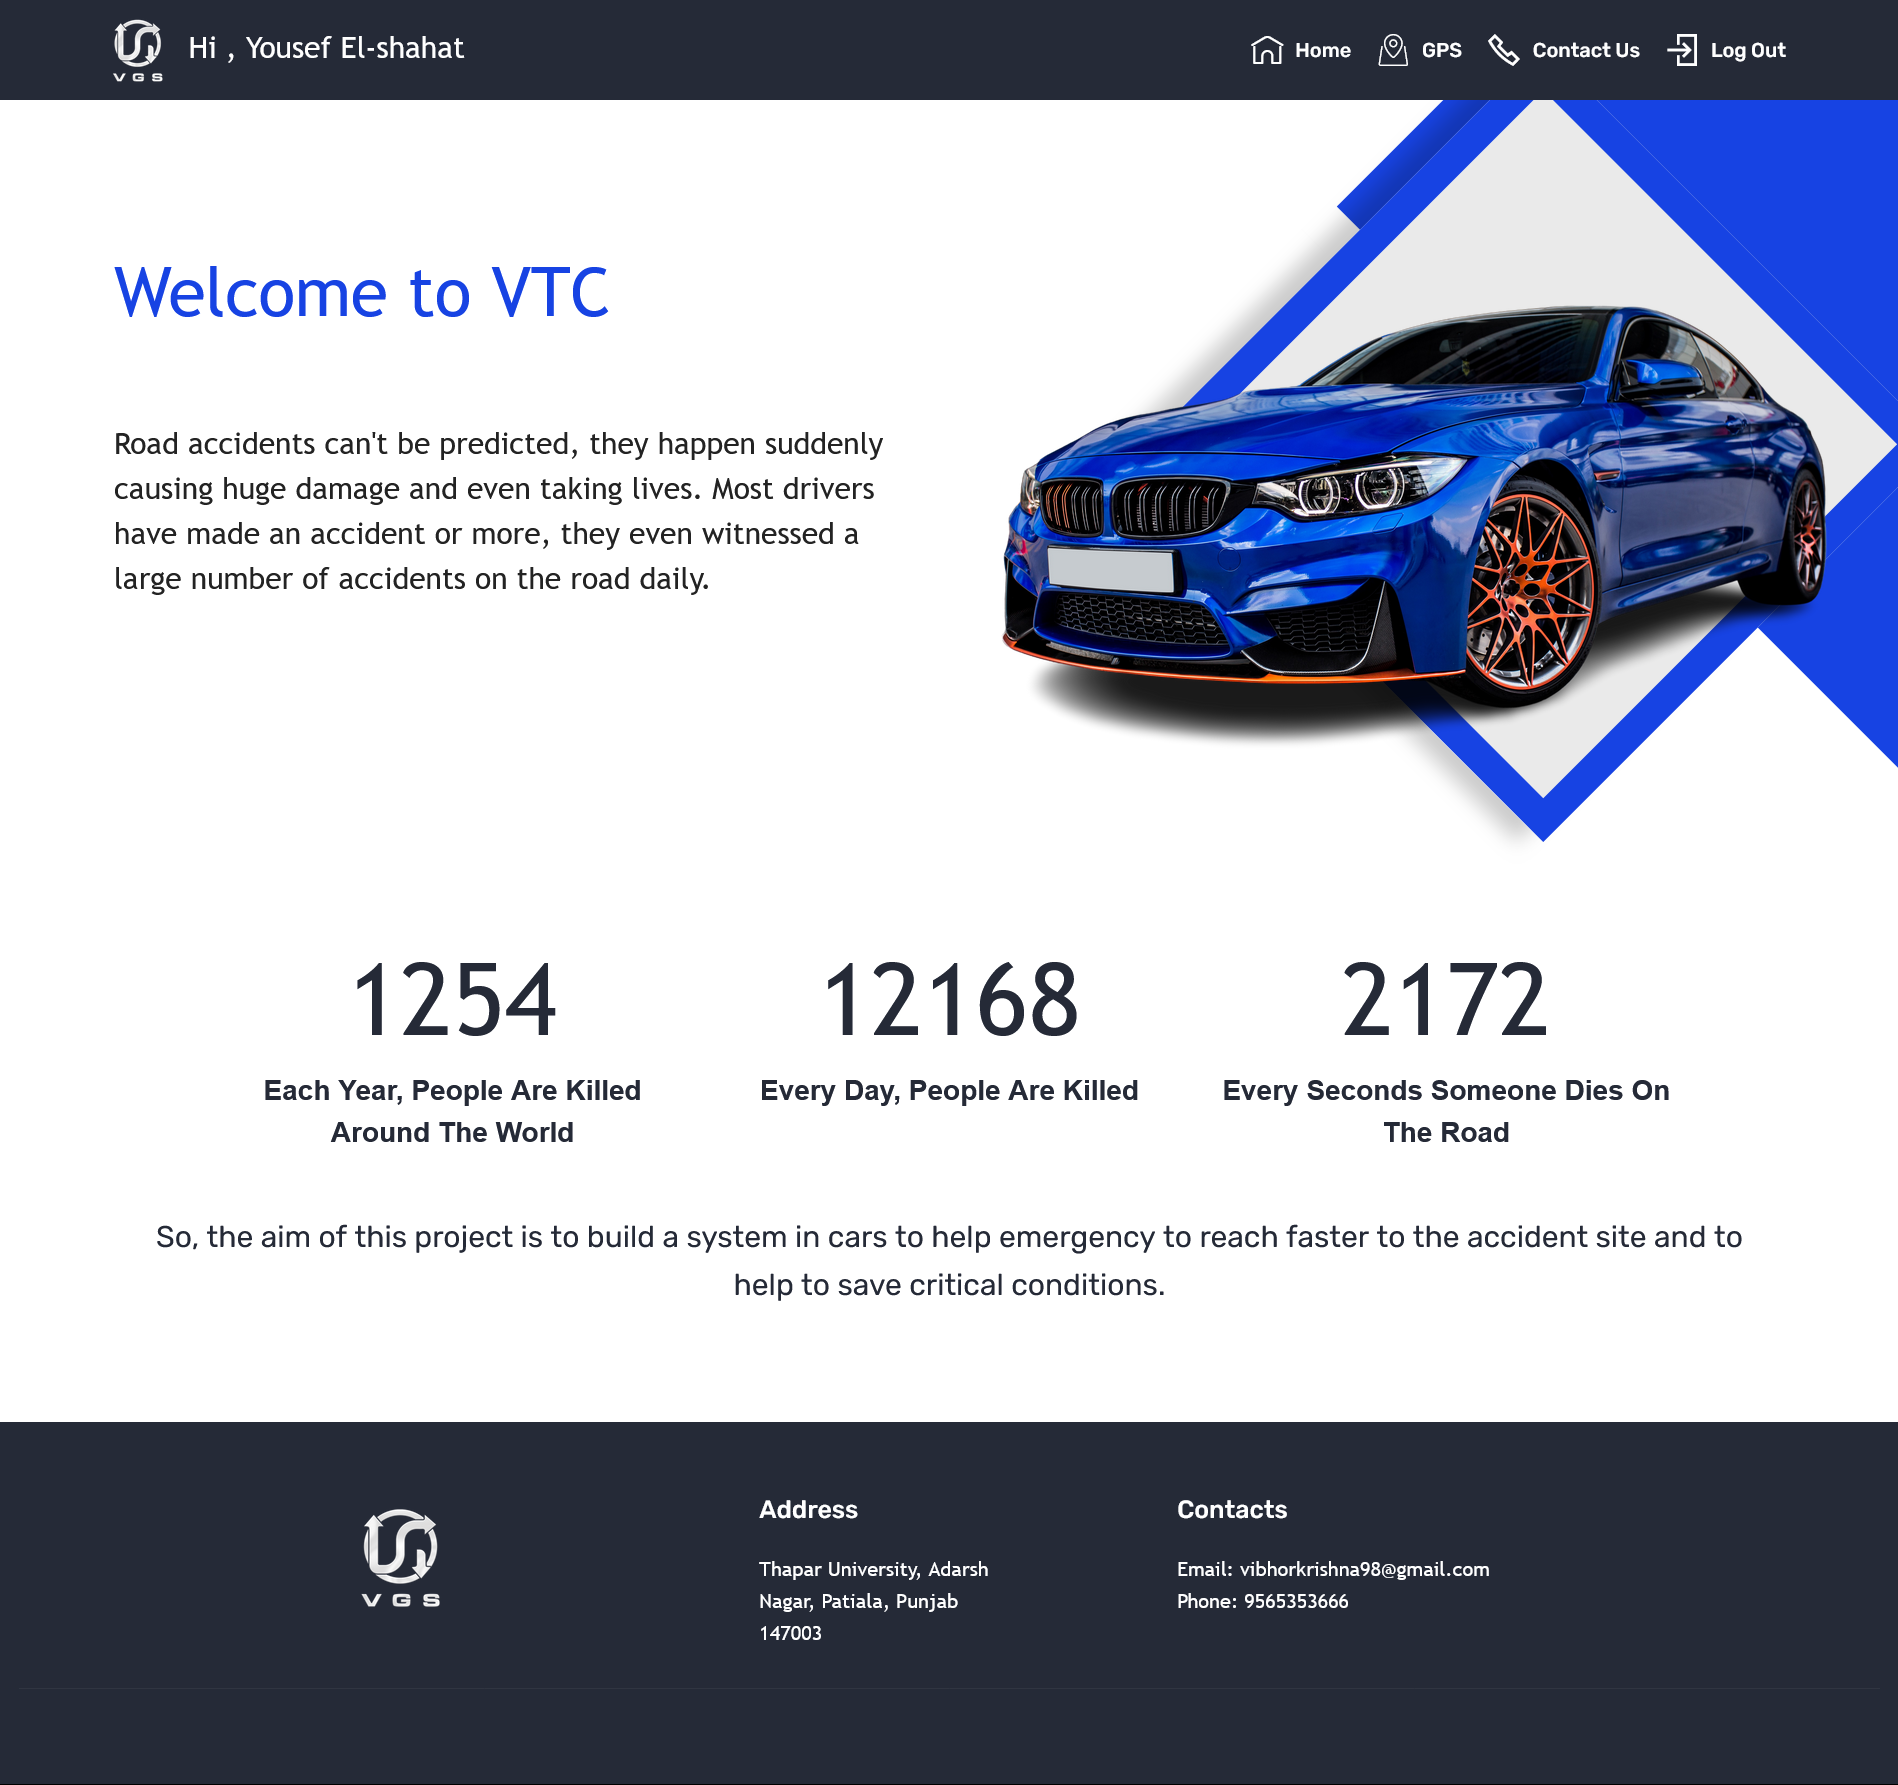 VGS
Hi , Yousef El-shahat
Home
GPS
Contact Us
Log Out
Welcome to VTC
Road accidents can't be predicted, they happen suddenly
causing huge damage and even taking lives. Most drivers
have made an accident or more, they even witnessed a
large number of accidents on the road daily.
1254
Each Year, People Are Killed
Around The World
12168
Every Day, People Are Killed
2172
Every Seconds Someone Dies On
The Road
So, the aim of this project is to build a system in cars to help emergency to reach faster to the accident site and to
help to save critical conditions.
VGS
Address
Thapar University, Adarsh
Nagar, Patiala, Punjab
147003
Contacts
Email: vibhorkrishna98@gmail.com
Phone: 9565353666